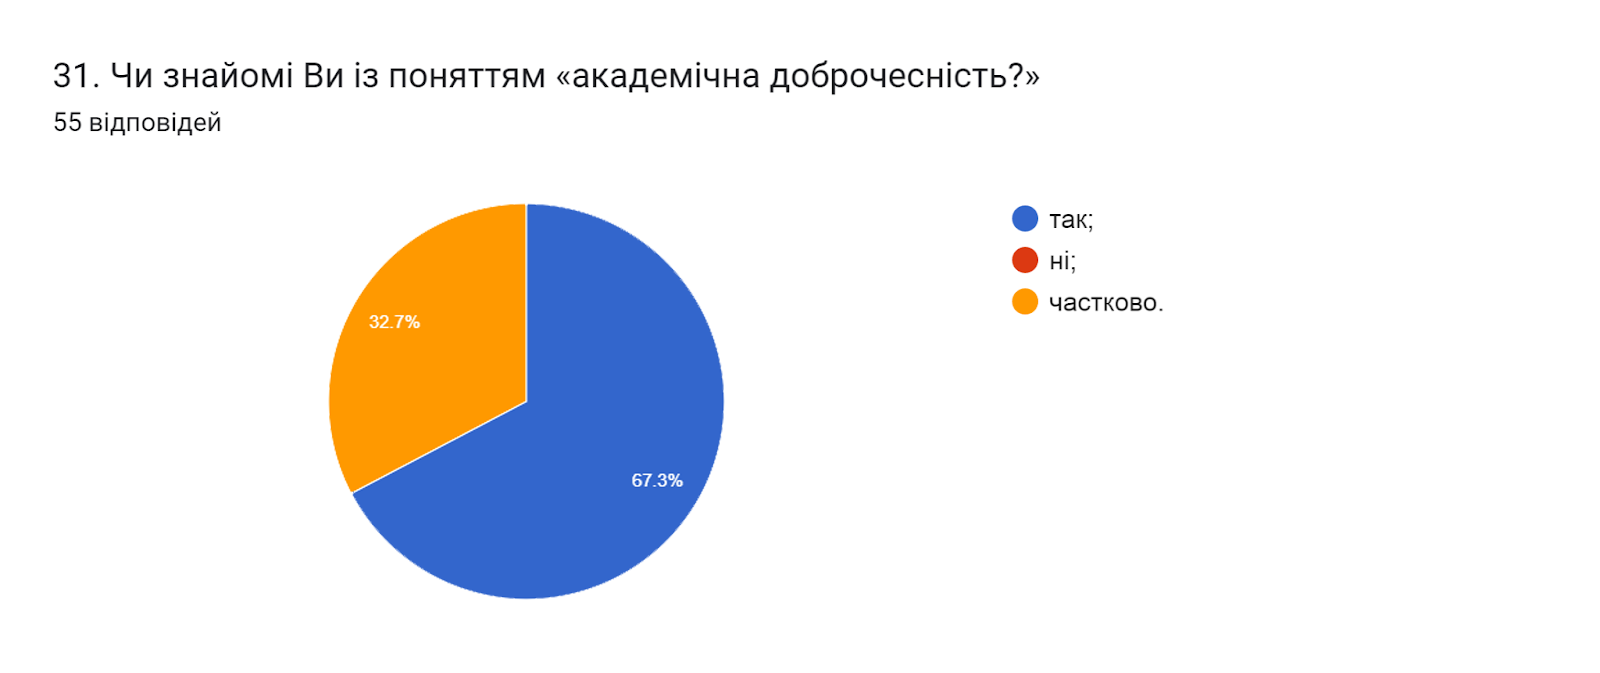 31. Чи знайомі Ви із поняттям «академічна доброчесність?»
55 відповідей
так;
ні;
частково.
32.7%
67.3%